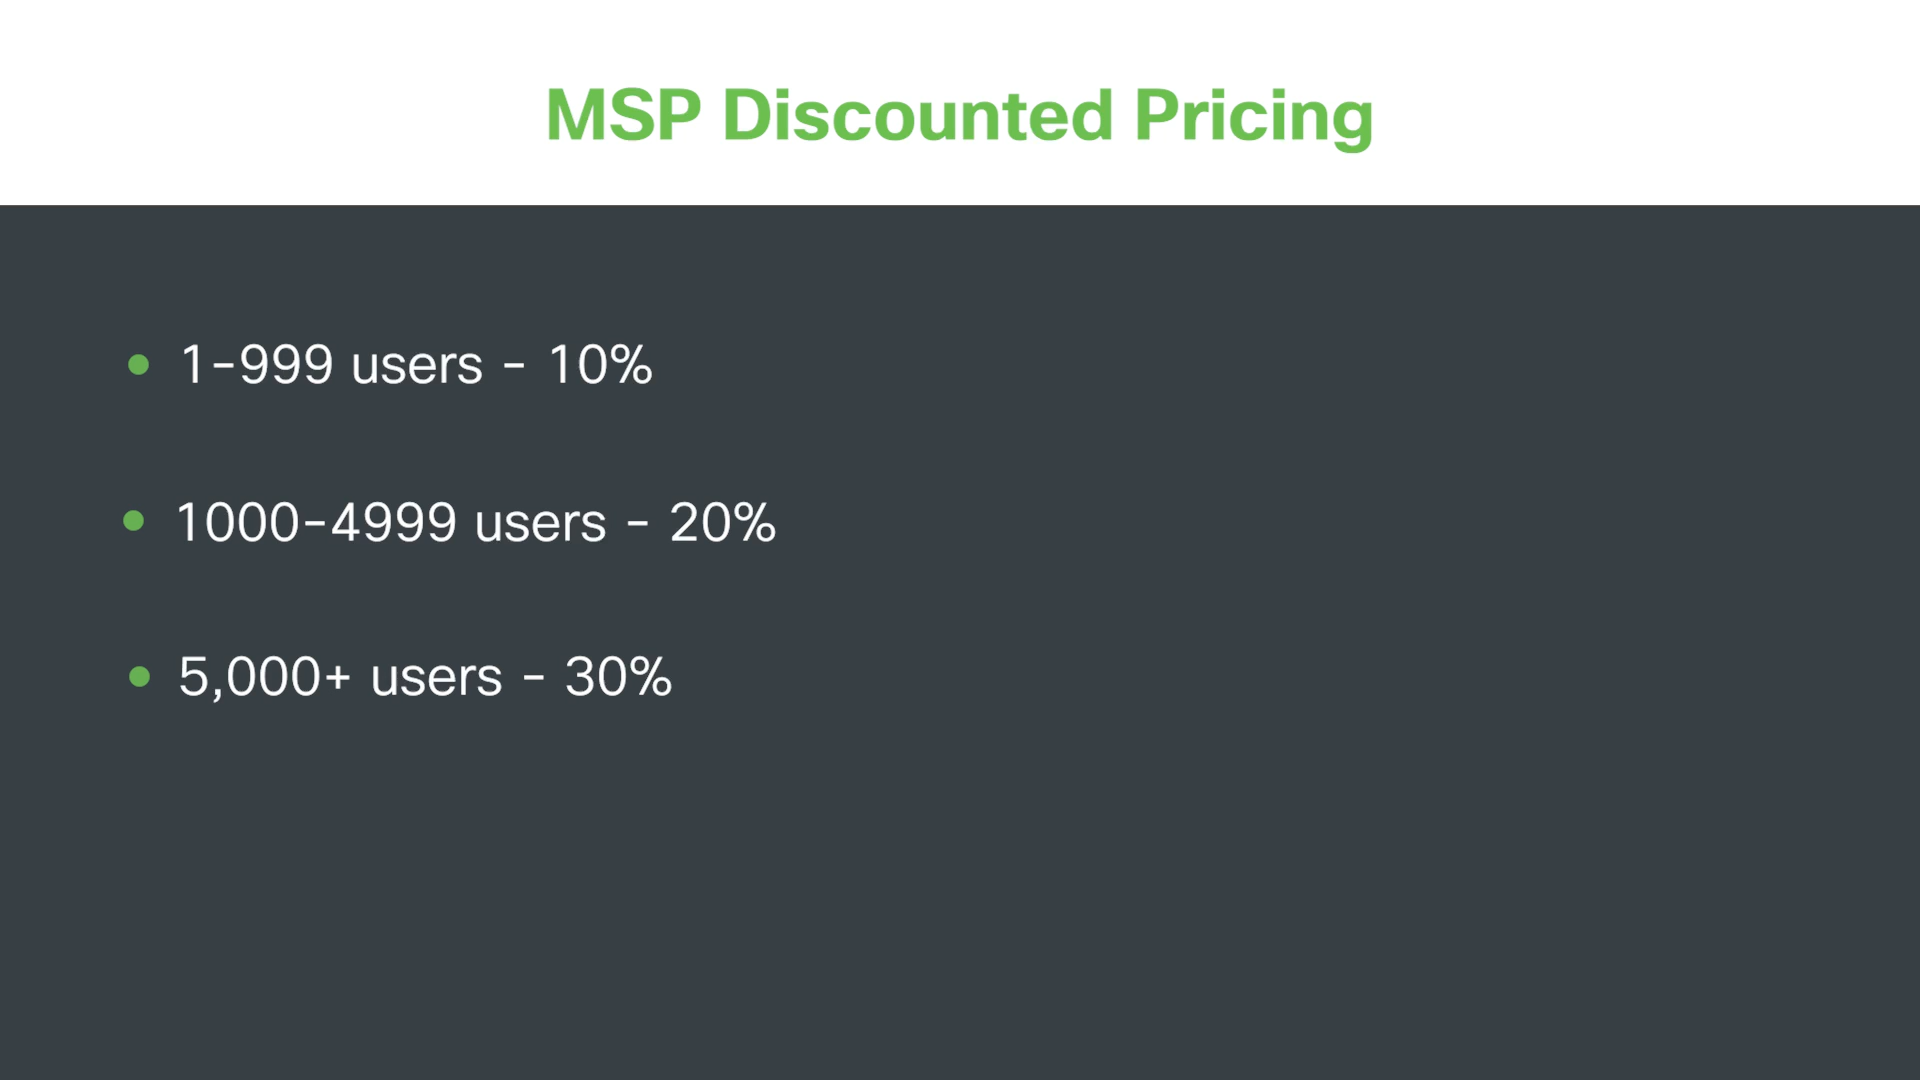 MSP Discounted Pricing
1-999 users - 10%
1000-4999 users - 20%
5,000+ users - 30%